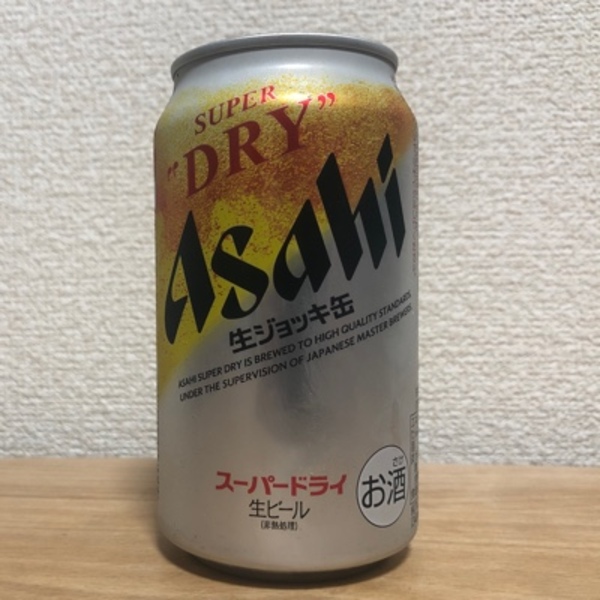 SUPER
"DRY"
Asahi
生ジョッキ缶
ASAHI SUPER DRY IS BREWED TO HIGH QUALITY STANDARDS,
UNDER THE SUPERVISION OF JAPANESE MASTER BREWERS.
スーパードライ
生ビール
(非熱処理)
さけ
お酒